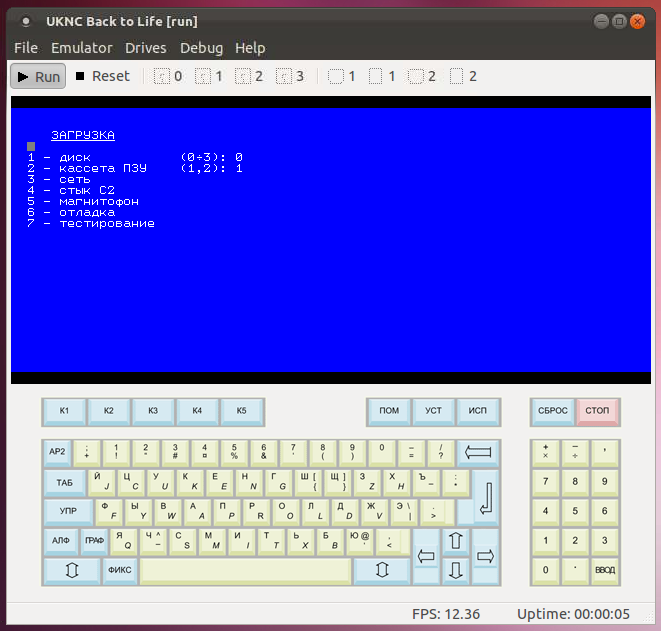 UKNC Back to Life [run]
File Emulator Drives Debug Help
Run Reset 0 1 2 3 1 1 2 2
ЗАГРУЗКА
1 - диск (0÷3): 0
2 - кассета ПЗУ (1,2): 1
3 - сеть
4 - стык С2
5 - магнитофон
6 - отладка
7 - тестирование
К1 К2 К3 К4 К5 ПОМ УСТ ИСП СБРОС СТОП
АР2 ; + 1 ! 2 " 3 # 4 ¤ 5 % 6 & 7 ' 8 ( 9 ) 0 - = / ? + × – ÷ ,
ТАБ Й J Ц C У U К K Е E Н N Г G Ш [ { Щ ] } З Z Х H Ъ : * 7 8 9
УПР Ф F Ы Y В W А A П P Р R О O Л L Д D Ж V Э \ | . > 4 5 6
АЛФ ГРАФ Я Q Ч ^ ¬ С S М M И I Т T Ь X Б B Ю @ , < 1 2 3
ФИКС 0 . ВВОД
FPS: 12.36 Uptime: 00:00:05